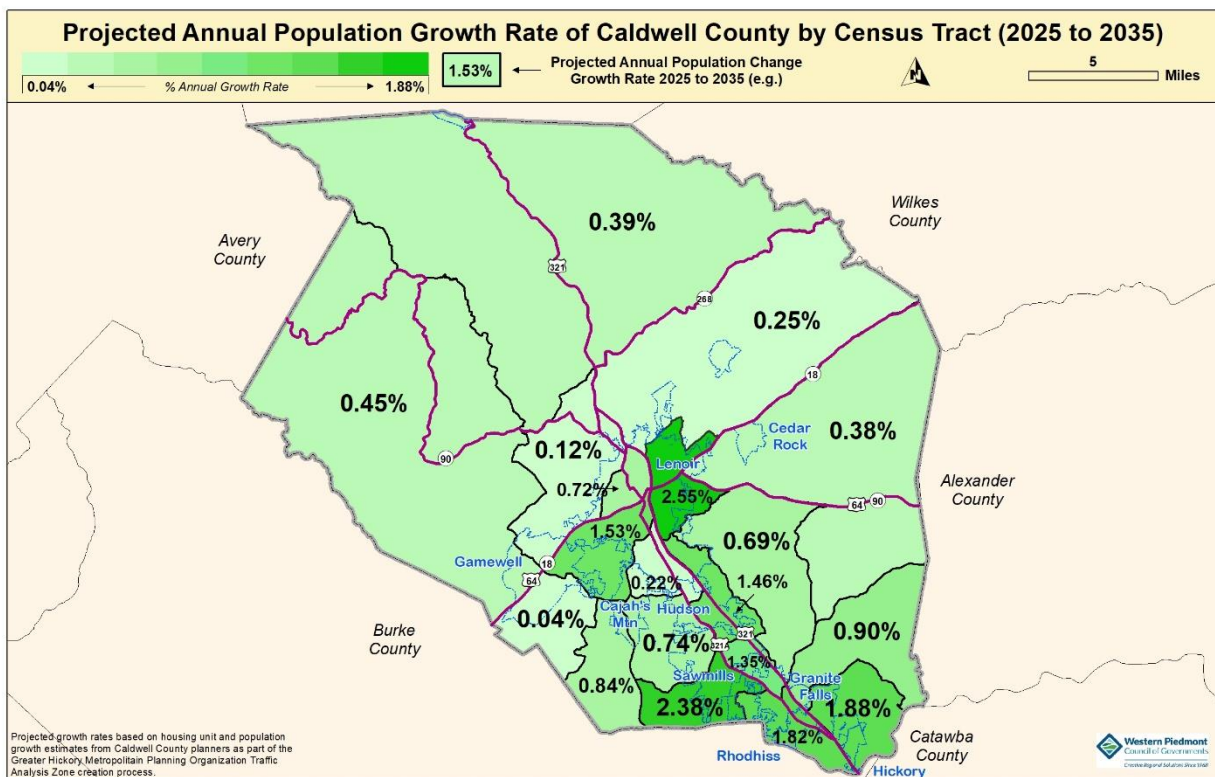 Projected Annual Population Growth Rate of Caldwell County by Census Tract (2025 to 2035)
0.04%
% Annual Growth Rate
1.88%
1.53%
Projected Annual Population Change
Growth Rate 2025 to 2035 (e.g.)
N
5
Miles
Wilkes
County
Avery
County
0.39%
321
268
0.25%
18
0.45%
90
0.12%
0.72%
Lenoir
Cedar
Rock
0.38%
2.55%
64
90
Alexander
County
1.53%
0.69%
Gamewell
18
64
0.22%
1.46%
0.04%
Cajah's
Mtn
Hudson
Burke
County
0.74%
321
321A
0.90%
1.35%
0.84%
Sawmills
Granite
Falls
2.38%
1.88%
1.82%
Rhodhiss
Hickory
Catawba
County
Projected growth rates based on housing unit and population
growth estimates from Caldwell County planners as part of the
Greater Hickory Metropolitan Planning Organization Traffic
Analysis Zone creation process.
Western Piedmont
Council of Governments
Creative Regional Solutions Since 1968